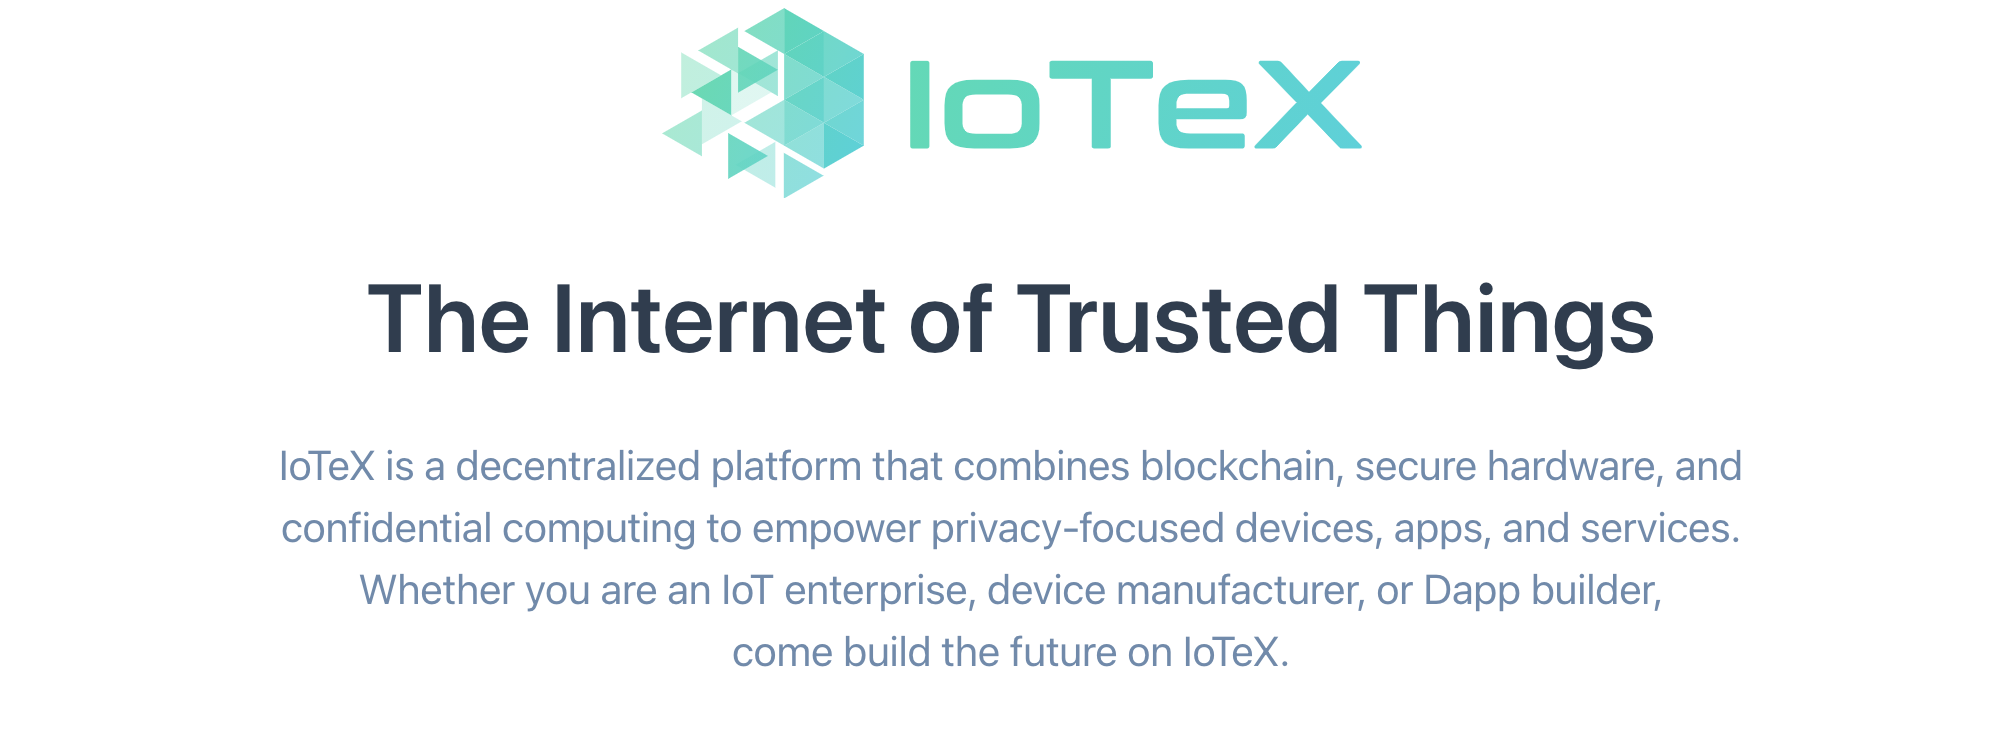 IoTeX
The Internet of Trusted Things
IoTeX is a decentralized platform that combines blockchain, secure hardware, and
confidential computing to empower privacy-focused devices, apps, and services.
Whether you are an IoT enterprise, device manufacturer, or Dapp builder,
come build the future on IoTeX.